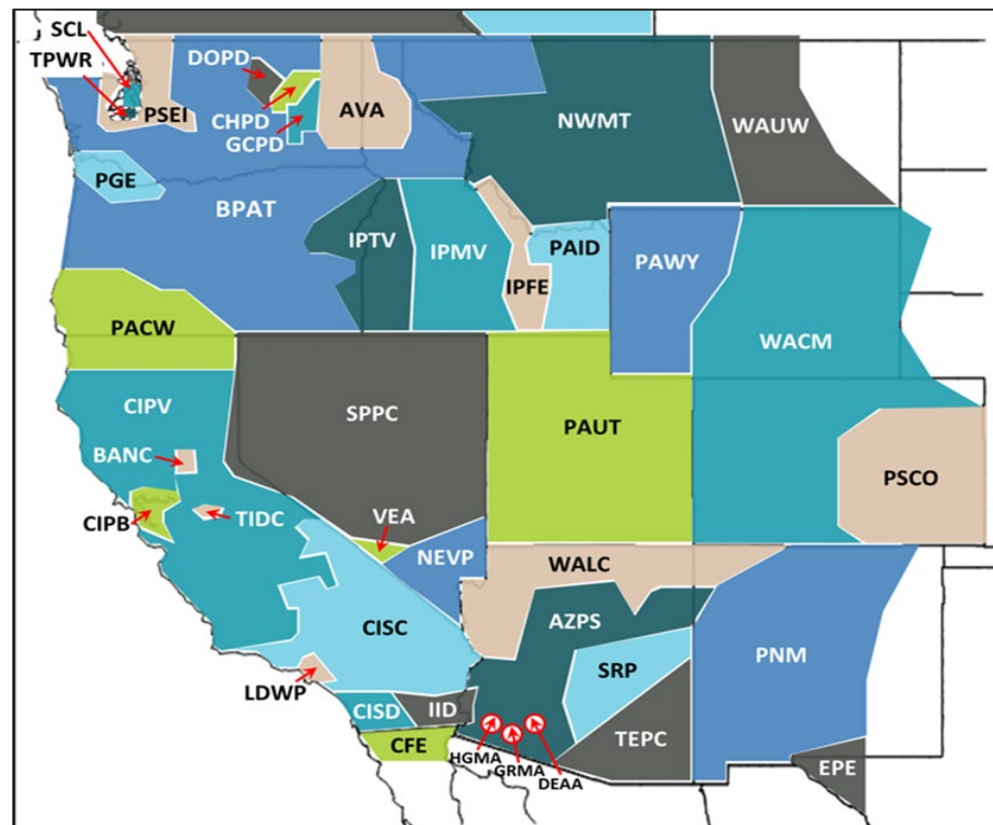 SCL
TPWR
DOPD
PSEI
CHPD
GCPD
AVA
NWMT
WAUW
PGE
BPAT
IPTV
IPMV
IPFE
PAID
PAWY
PACW
WACM
CIPV
SPPC
PAUT
BANC
PSCO
CIPB
TIDC
VEA
NEVP
WALC
CISC
AZPS
SRP
PNM
LDWP
CISD
IID
TEPC
CFE
HGMA
GRMA
DEAA
EPE